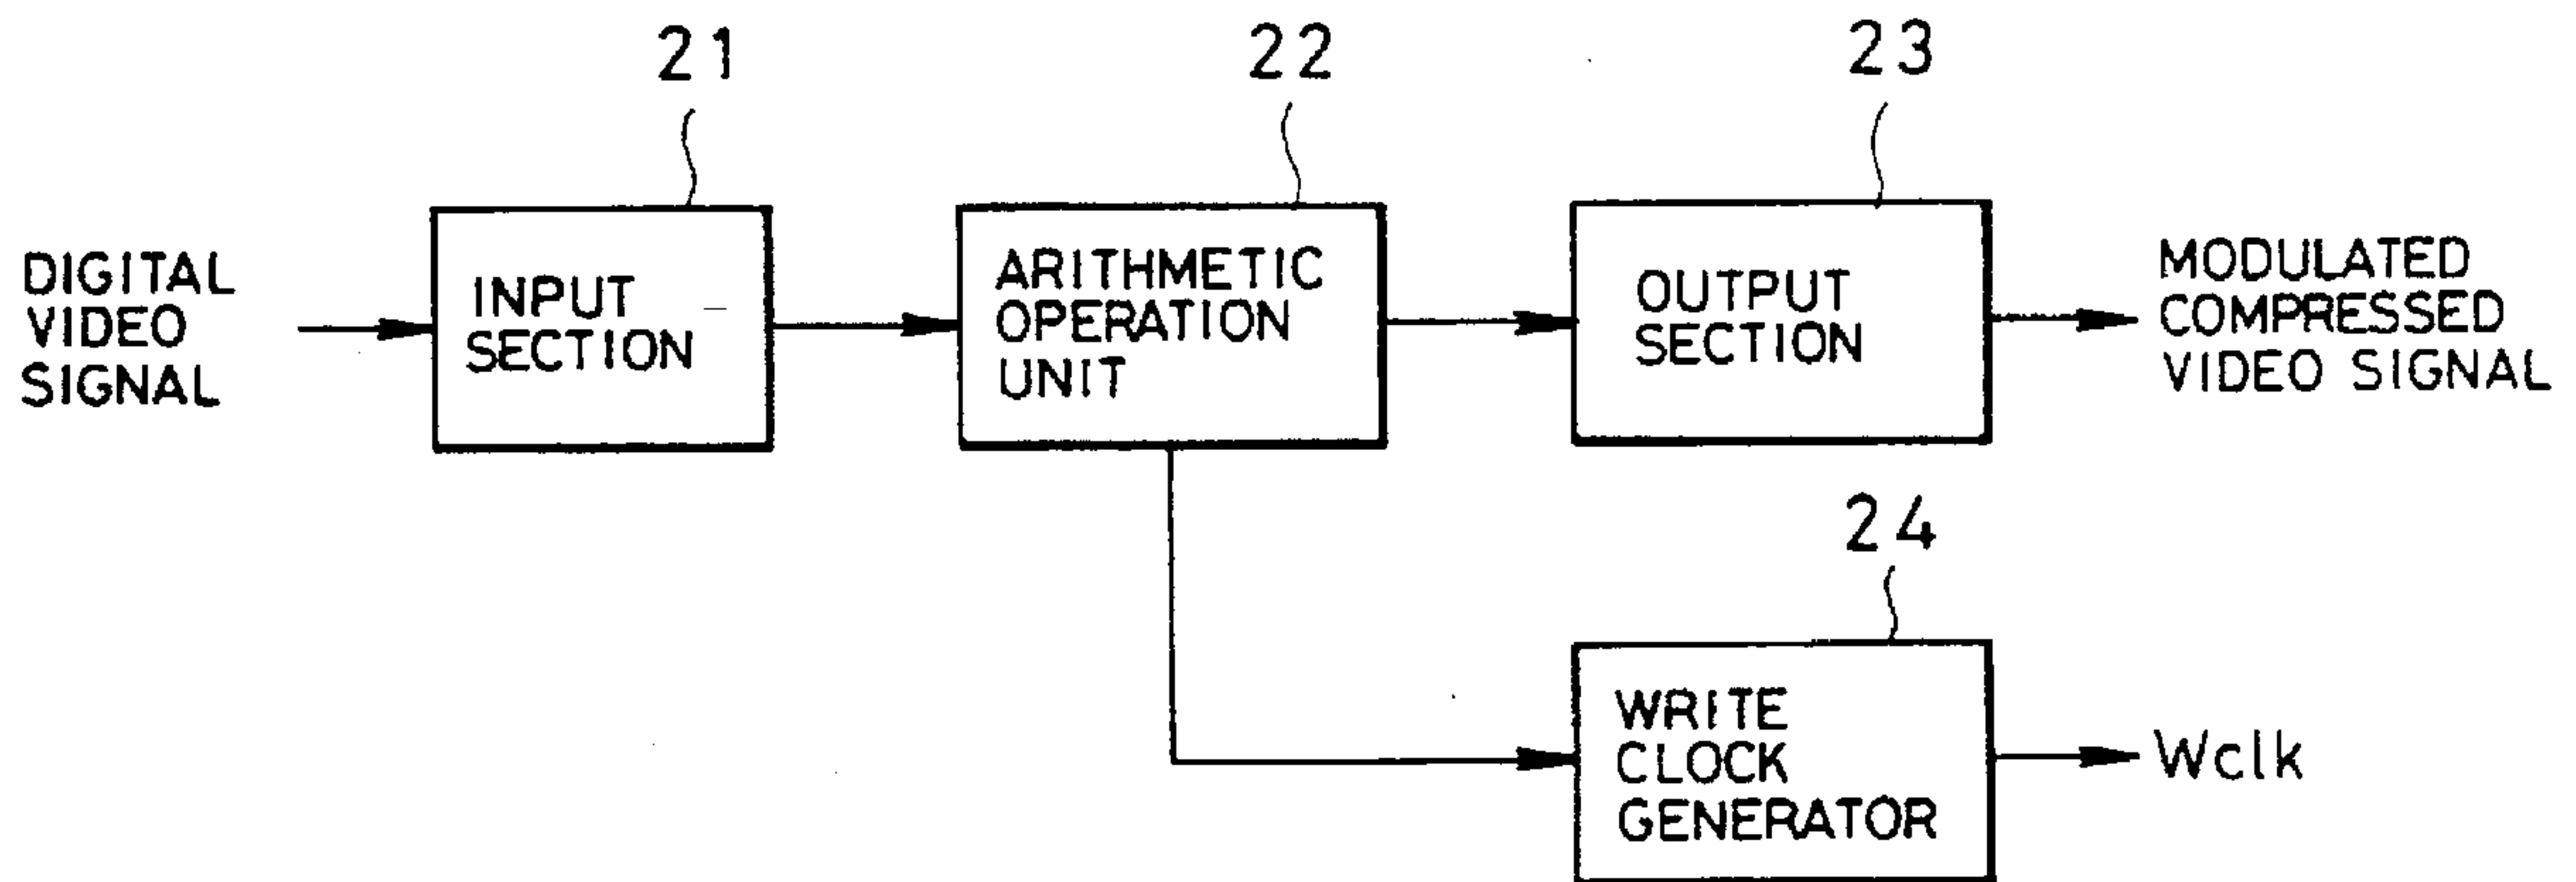 21
22
23
DIGITAL
VIDEO
SIGNAL
INPUT
SECTION
ARITHMETIC
OPERATION
UNIT
OUTPUT
SECTION
MODULATED
COMPRESSED
VIDEO SIGNAL
24
WRITE
CLOCK
GENERATOR
Wclk